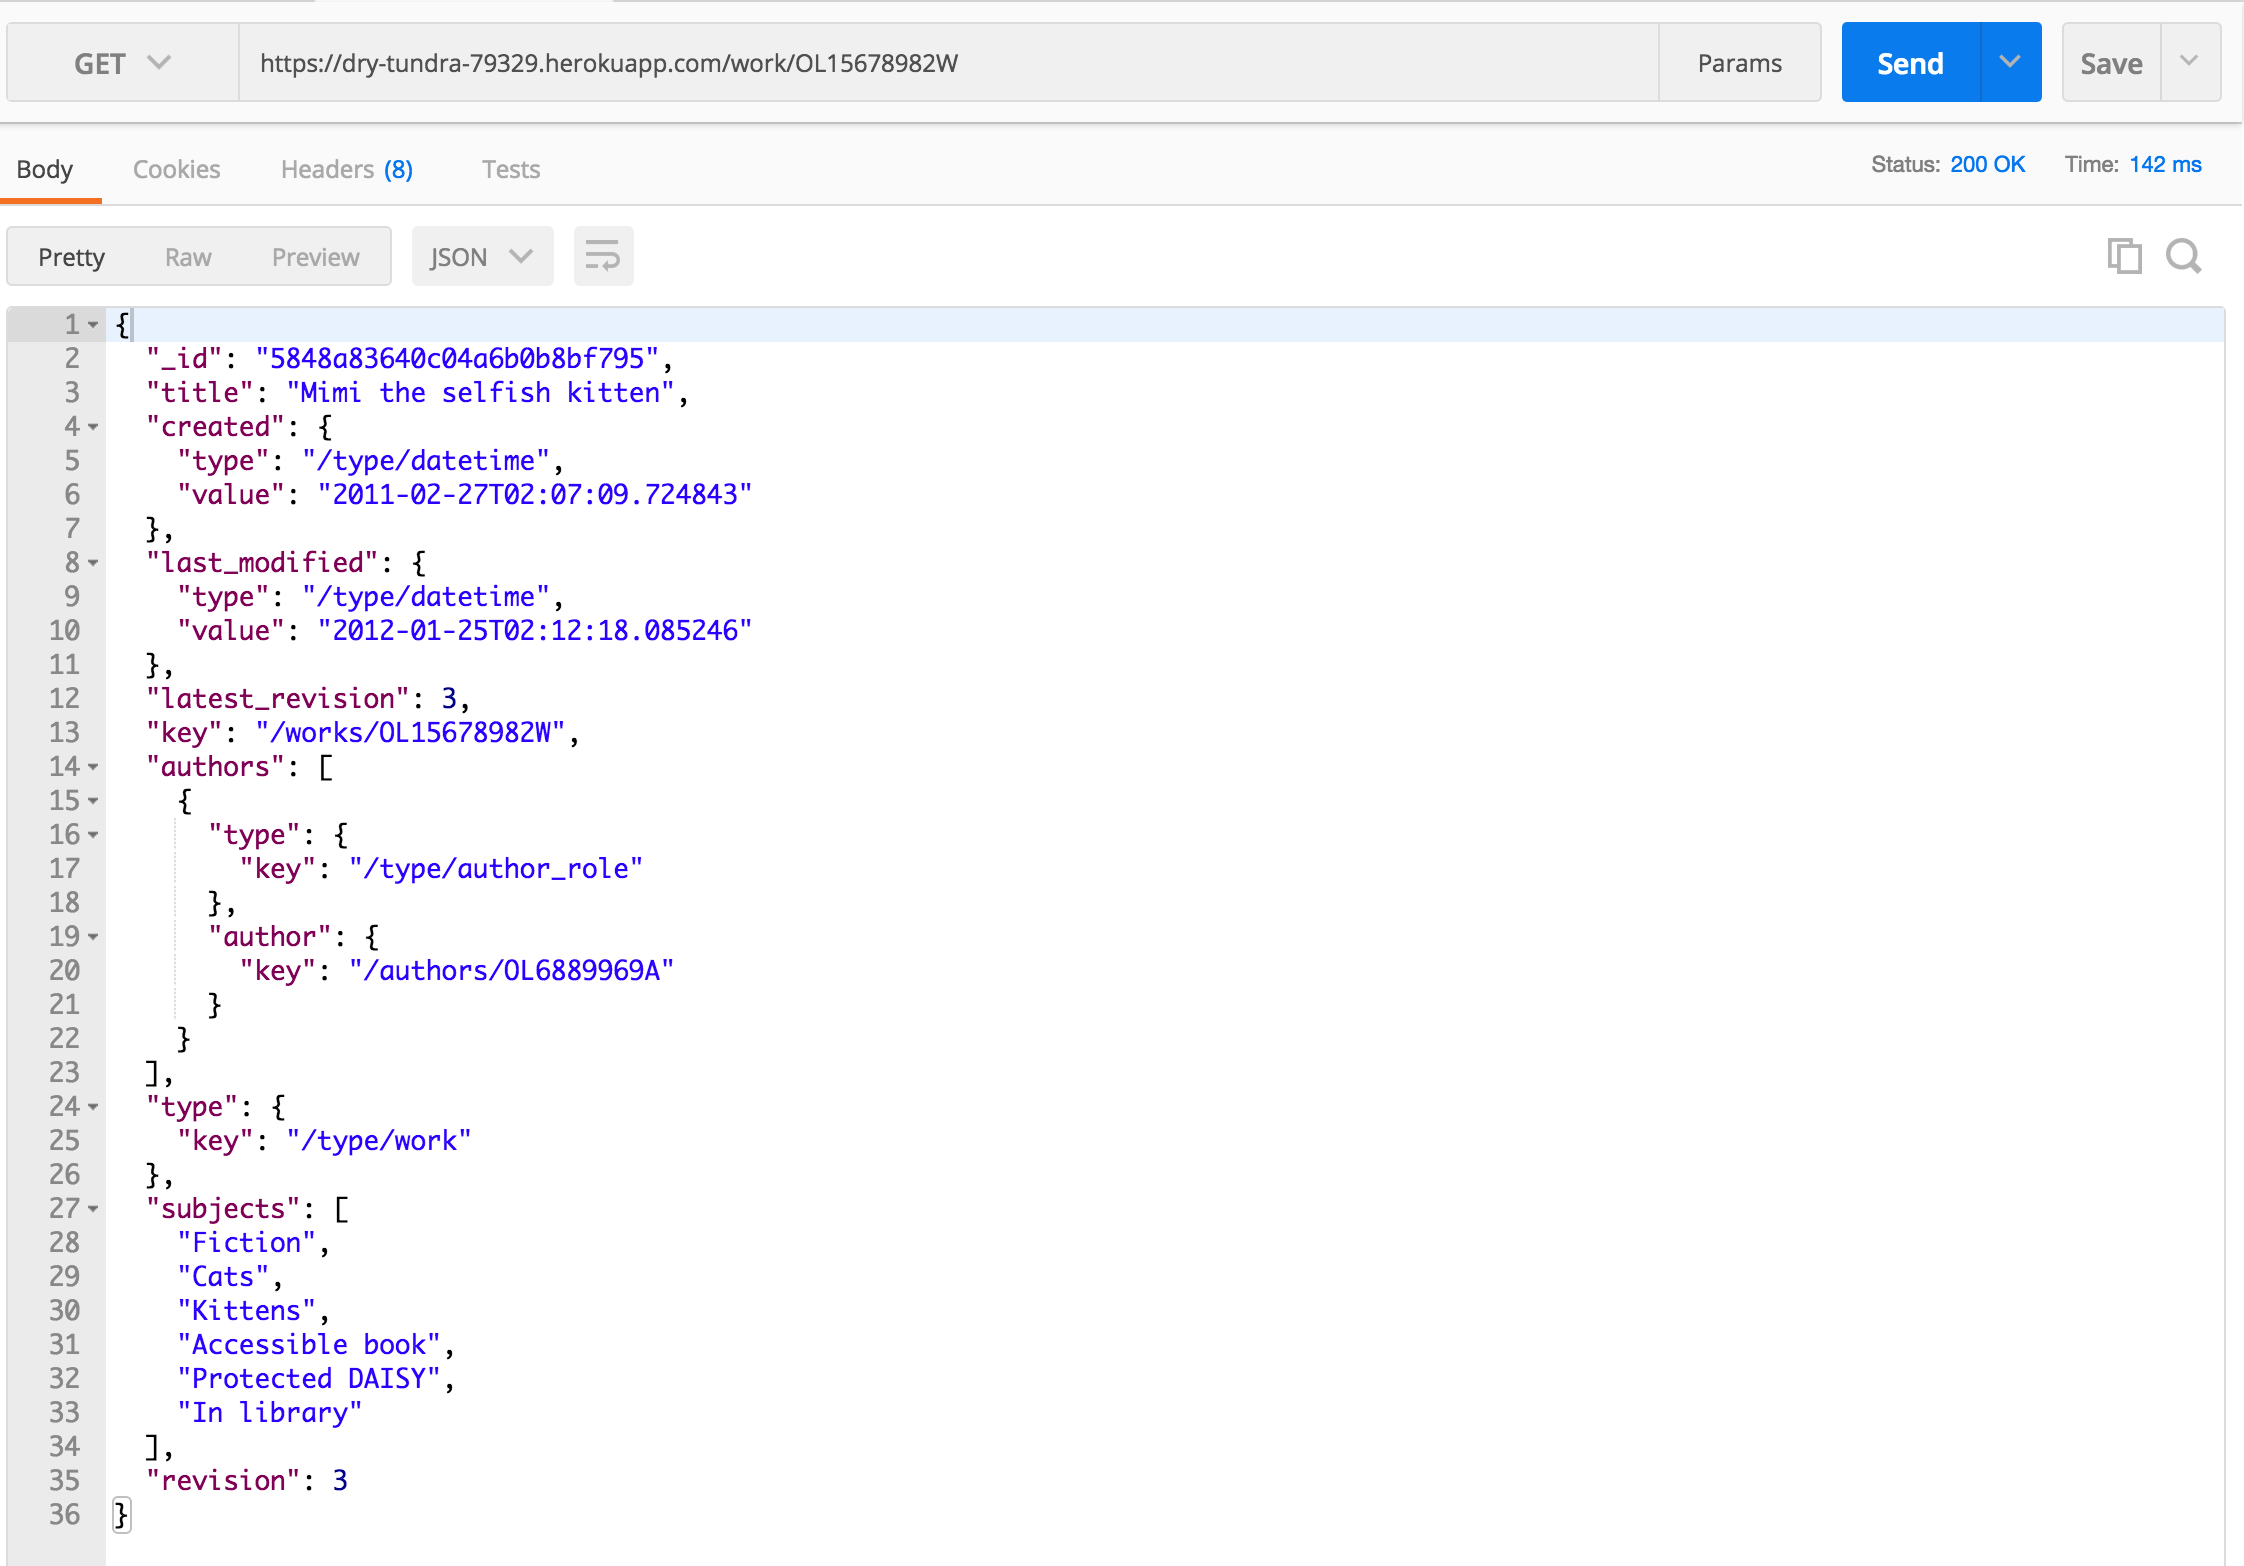 GET https://dry-tundra-79329.herokuapp.com/work/OL15678982W Params Send Save
Body Cookies Headers (8) Tests Status: 200 OK Time: 142 ms
Pretty Raw Preview JSON
1 {
2 "_id": "5848a83640c04a6b0b8bf795",
3 "title": "Mimi the selfish kitten",
4 "created": {
5 "type": "/type/datetime",
6 "value": "2011-02-27T02:07:09.724843"
7 },
8 "last_modified": {
9 "type": "/type/datetime",
10 "value": "2012-01-25T02:12:18.085246"
11 },
12 "latest_revision": 3,
13 "key": "/works/OL15678982W",
14 "authors": [
15 {
16 "type": {
17 "key": "/type/author_role"
18 },
19 "author": {
20 "key": "/authors/OL6889969A"
21 }
22 }
23 ],
24 "type": {
25 "key": "/type/work"
26 },
27 "subjects": [
28 "Fiction",
29 "Cats",
30 "Kittens",
31 "Accessible book",
32 "Protected DAISY",
33 "In library"
34 ],
35 "revision": 3
36 }